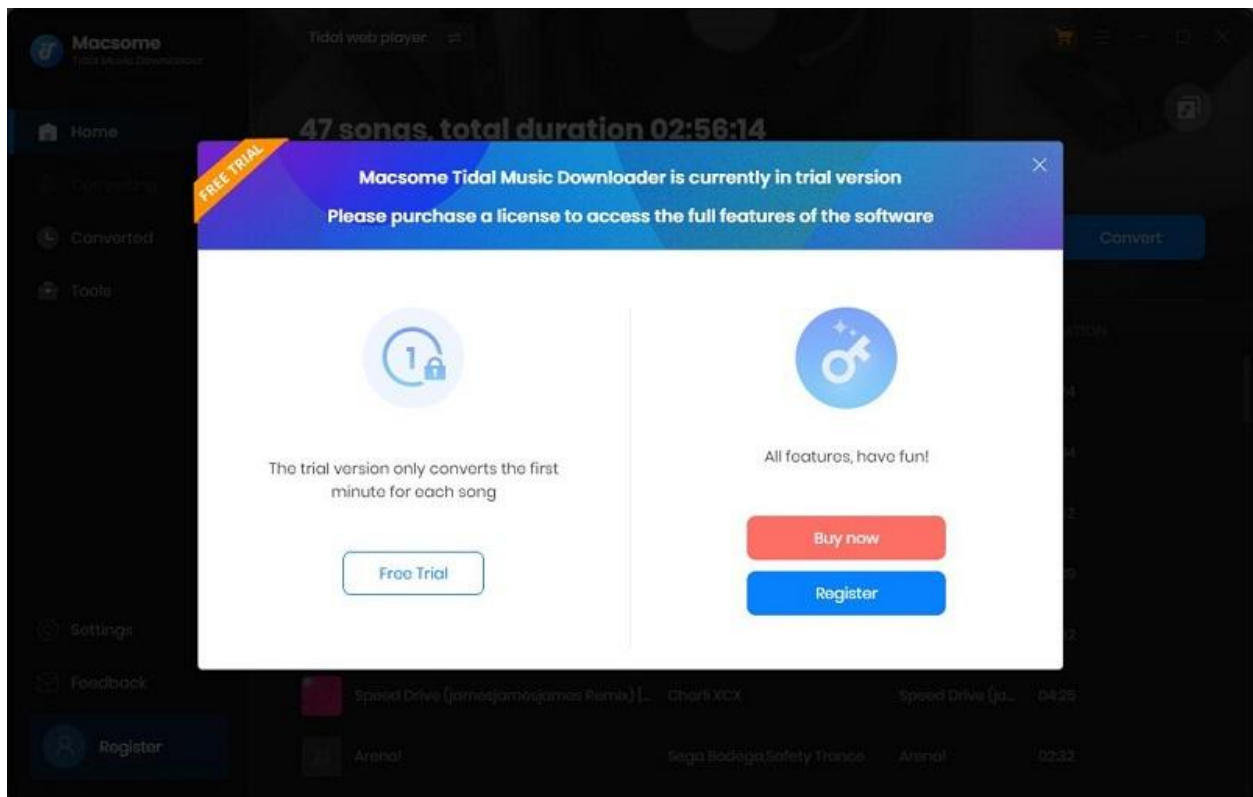 Macsome
Tidal Music Downloader
Tidal web player
Home
47 songs, total duration 02:56:14
FREE TRIAL
Macsome Tidal Music Downloader is currently in trial version
Please purchase a license to access the full features of the software
Converting
Converted
Convert
Tools
1
The trial version only converts the first
minute for each song
All features, have fun!
Free Trial
Buy now
Register
Settings
Feedback
Speed Drive (jamesjamesjames Remix) [... Charli XCX Speed Drive (ja... 04:25
Register
Arena! Sega Bodega,Safety Trance Arena! 02:32